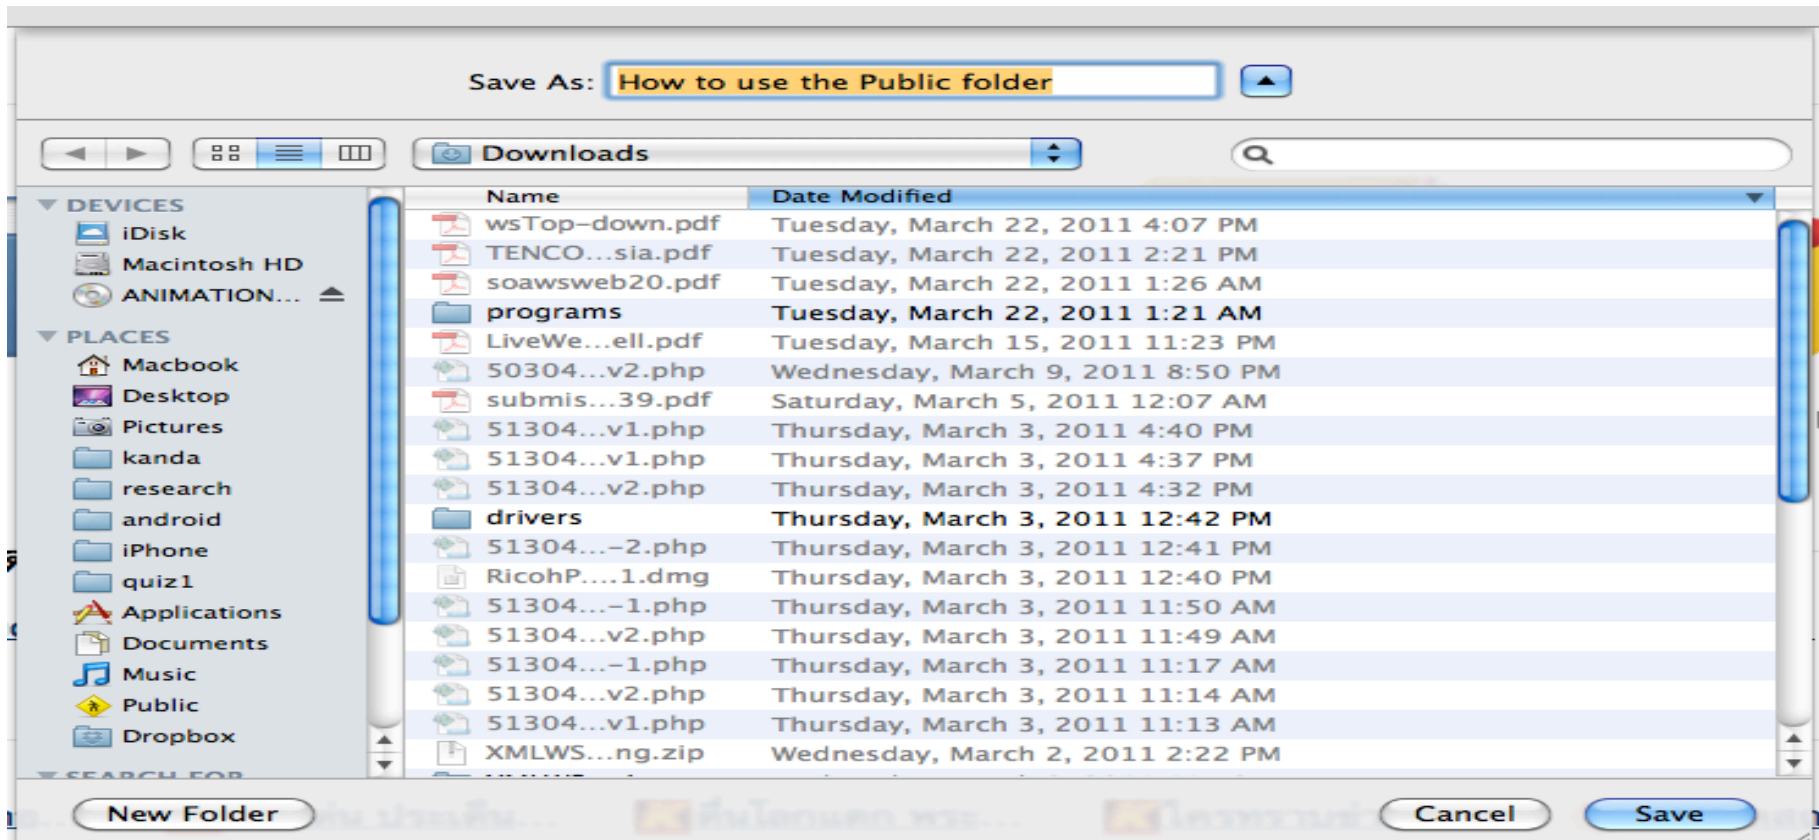 Save As: How to use the Public folder
Downloads
Name Date Modified
DEVICES
iDisk
Macintosh HD
ANIMATION...
PLACES
Macbook
Desktop
Pictures
kanda
research
android
iPhone
quiz1
Applications
Documents
Music
Public
Dropbox
SEARCH FOR
wsTop-down.pdf Tuesday, March 22, 2011 4:07 PM
TENCO...sia.pdf Tuesday, March 22, 2011 2:21 PM
soawsweb20.pdf Tuesday, March 22, 2011 1:26 AM
programs Tuesday, March 22, 2011 1:21 AM
LiveWe...ell.pdf Tuesday, March 15, 2011 11:23 PM
50304...v2.php Wednesday, March 9, 2011 8:50 PM
submis...39.pdf Saturday, March 5, 2011 12:07 AM
51304...v1.php Thursday, March 3, 2011 4:40 PM
51304...v1.php Thursday, March 3, 2011 4:37 PM
51304...v2.php Thursday, March 3, 2011 4:32 PM
drivers Thursday, March 3, 2011 12:42 PM
51304...-2.php Thursday, March 3, 2011 12:41 PM
RicohP....1.dmg Thursday, March 3, 2011 12:40 PM
51304...-1.php Thursday, March 3, 2011 11:50 AM
51304...v2.php Thursday, March 3, 2011 11:49 AM
51304...-1.php Thursday, March 3, 2011 11:17 AM
51304...v2.php Thursday, March 3, 2011 11:14 AM
51304...v1.php Thursday, March 3, 2011 11:13 AM
XMLWS...ng.zip Wednesday, March 2, 2011 2:22 PM
New Folder Cancel Save